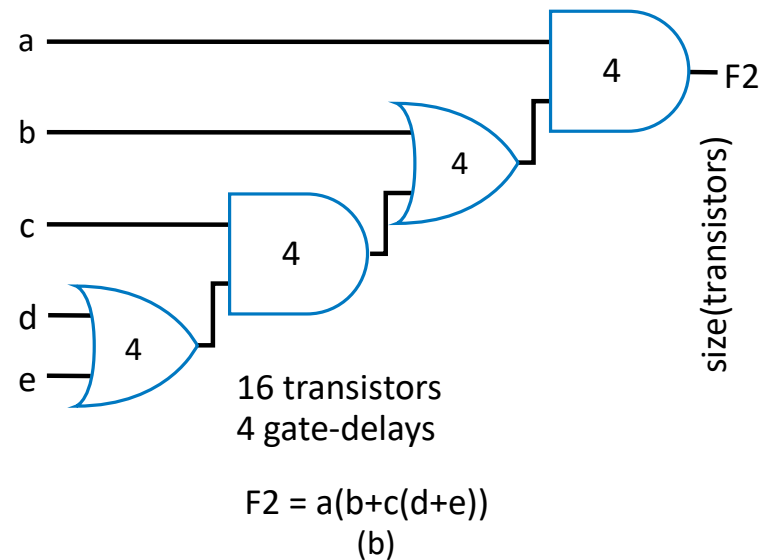 a
4
F2
b
4
c
4
d
4
e
size(transistors)
16 transistors
4 gate-delays
F2 = a(b+c(d+e))
(b)